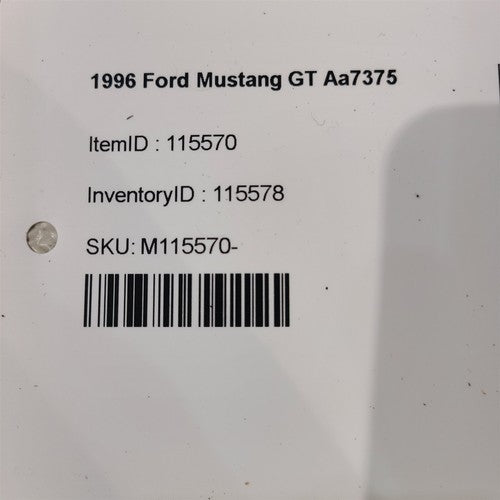 1996 Ford Mustang GT Aa7375
ItemID : 115570
InventoryID : 115578
SKU: M115570-